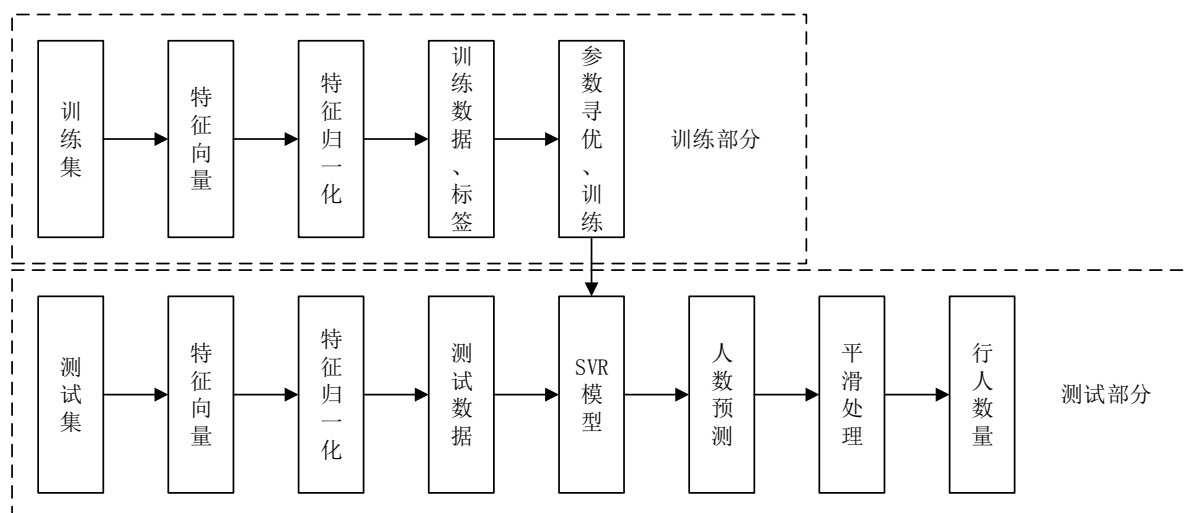 训练集
特征向量
特征归一化
训练数据、标签
参数寻优、训练
训练部分
测试集
特征向量
特征归一化
测试数据
SVR
模型
人数预测
平滑处理
行人数量
测试部分